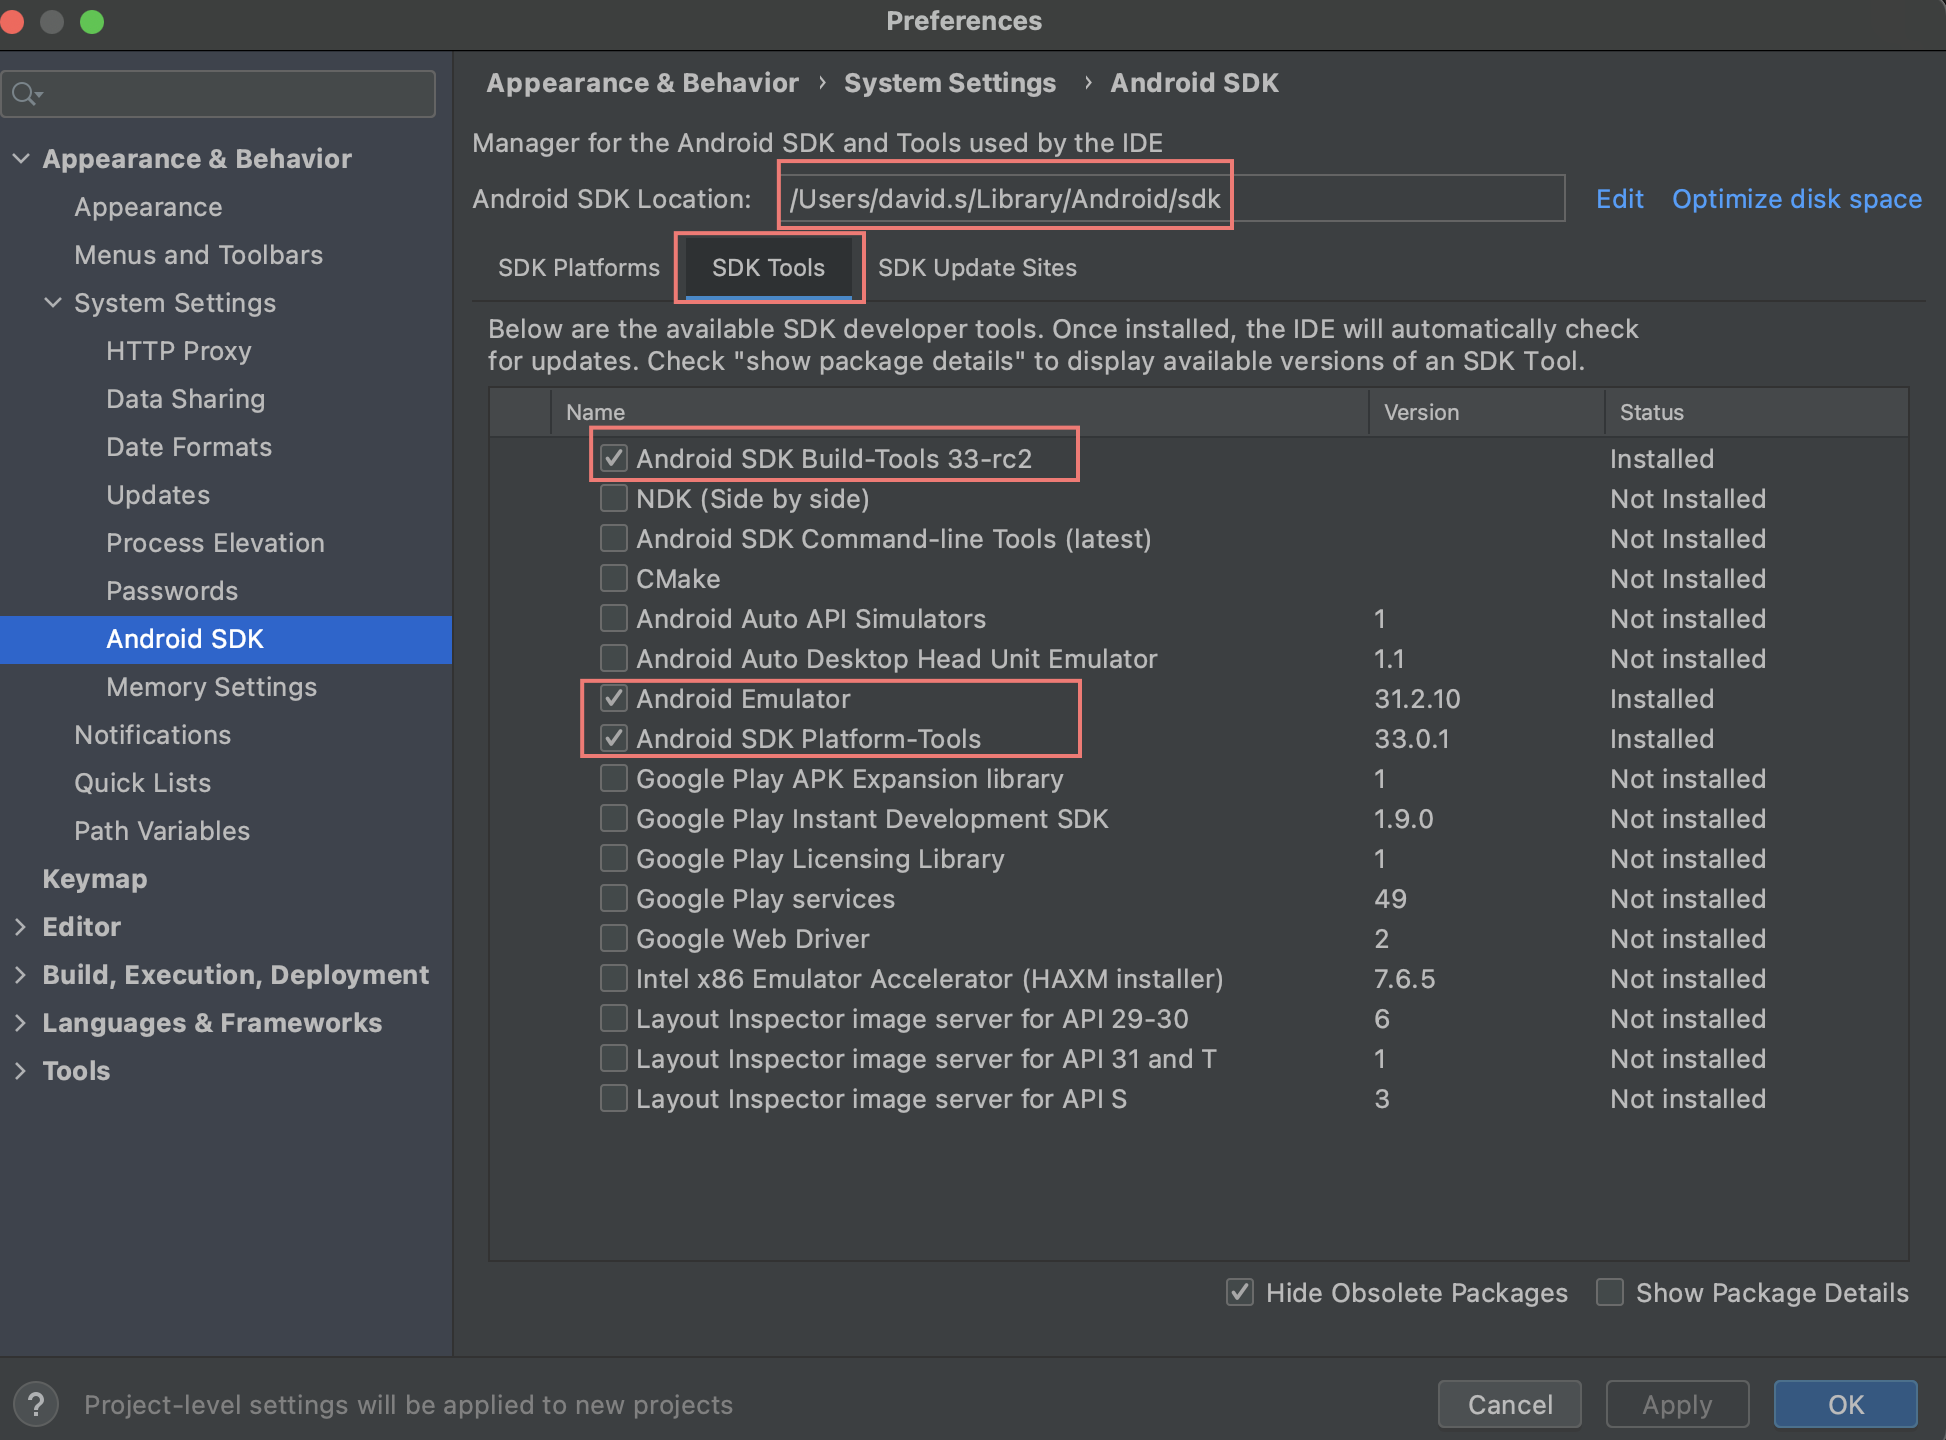 Preferences
Appearance & Behavior
Appearance
Menus and Toolbars
System Settings
HTTP Proxy
Data Sharing
Date Formats
Updates
Process Elevation
Passwords
Android SDK
Memory Settings
Notifications
Quick Lists
Path Variables
Keymap
Editor
Build, Execution, Deployment
Languages & Frameworks
Tools
Appearance & Behavior › System Settings › Android SDK
Manager for the Android SDK and Tools used by the IDE
Android SDK Location: /Users/david.s/Library/Android/sdk Edit Optimize disk space
SDK Platforms SDK Tools SDK Update Sites
Below are the available SDK developer tools. Once installed, the IDE will automatically check
for updates. Check "show package details" to display available versions of an SDK Tool.
Name Version Status
Android SDK Build-Tools 33-rc2 Installed
NDK (Side by side) Not Installed
Android SDK Command-line Tools (latest) Not Installed
CMake Not Installed
Android Auto API Simulators 1 Not installed
Android Auto Desktop Head Unit Emulator 1.1 Not installed
Android Emulator 31.2.10 Installed
Android SDK Platform-Tools 33.0.1 Installed
Google Play APK Expansion library 1 Not installed
Google Play Instant Development SDK 1.9.0 Not installed
Google Play Licensing Library 1 Not installed
Google Play services 49 Not installed
Google Web Driver 2 Not installed
Intel x86 Emulator Accelerator (HAXM installer) 7.6.5 Not installed
Layout Inspector image server for API 29-30 6 Not installed
Layout Inspector image server for API 31 and T 1 Not installed
Layout Inspector image server for API S 3 Not installed
Hide Obsolete Packages Show Package Details
? Project-level settings will be applied to new projects
Cancel Apply OK